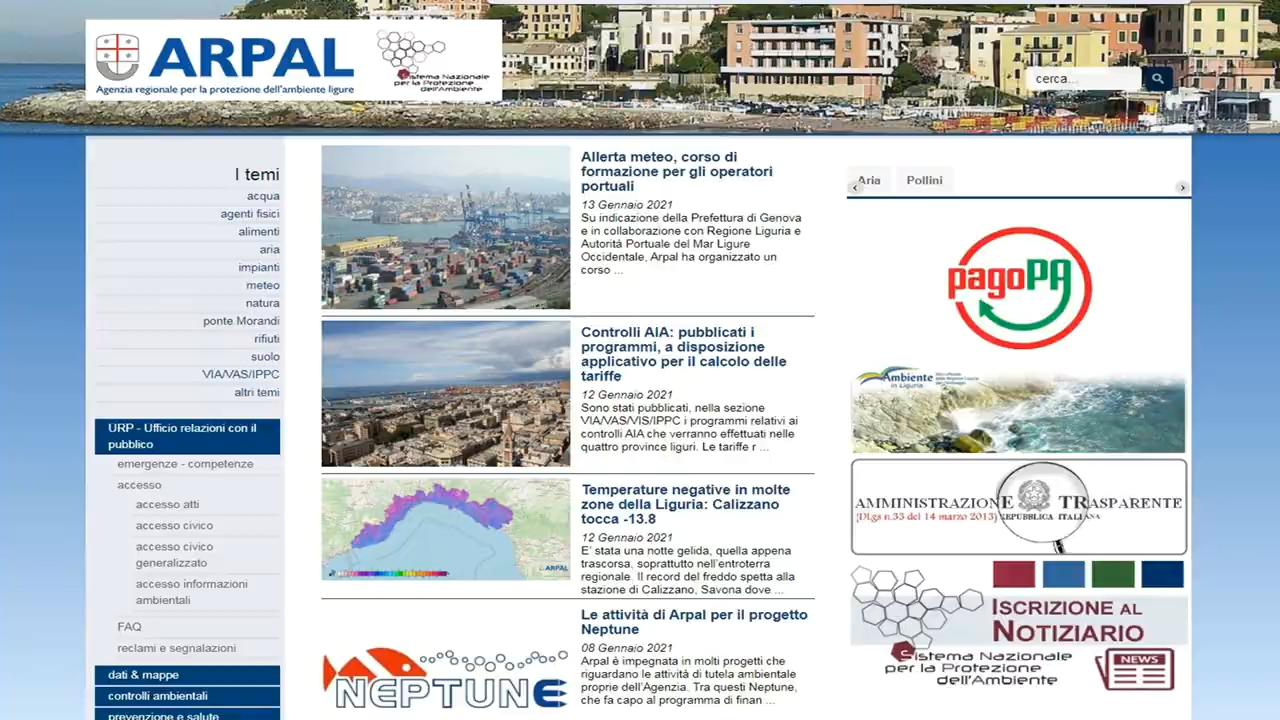 ARPAL
Agenzia regionale per la protezione dell'ambiente ligure
Sistema Nazionale
per la Protezione
dell'Ambiente
cerca...
I temi
acqua
agenti fisici
alimenti
aria
impianti
meteo
natura
ponte Morandi
rifiuti
suolo
VIA/VAS/IPPC
altri temi
URP - Ufficio relazioni con il
pubblico
emergenze - competenze
accesso
accesso atti
accesso civico
accesso civico
generalizzato
accesso informazioni
ambientali
FAQ
reclami e segnalazioni
dati & mappe
controlli ambientali
prevenzione e salute
Allerta meteo, corso di
formazione per gli operatori
portuali
13 Gennaio 2021
Su indicazione della Prefettura di Genova
e in collaborazione con Regione Liguria e
Autorità Portuale del Mar Ligure
Occidentale, Arpal ha organizzato un
corso ...
Controlli AIA: pubblicati i
programmi, a disposizione
applicativo per il calcolo delle
tariffe
12 Gennaio 2021
Sono stati pubblicati, nella sezione
VIA/VAS/VIS/IPPC i programmi relativi ai
controlli AIA che verranno effettuati nelle
quattro province liguri. Le tariffe r ...
ARPAL
Temperature negative in molte
zone della Liguria: Calizzano
tocca -13.8
12 Gennaio 2021
E' stata una notte gelida, quella appena
trascorsa, soprattutto nell'entroterra
regionale. Il record del freddo spetta alla
stazione di Calizzano, Savona dove ...
NEPTUNE
Le attività di Arpal per il progetto
Neptune
08 Gennaio 2021
Arpal è impegnata in molti progetti che
riguardano le attività di tutela ambientale
proprie dell'Agenzia. Tra questi Neptune,
che fa capo al programma di finan ...
Aria
Pollini
pagoPA
Ambiente
in Liguria
AMMINISTRAZIONE TRASPARENTE
(Dlgs n.33 del 14 marzo 2013) REPUBBLICA ITALIANA
ISCRIZIONE AL
NOTIZIARIO
Sistema Nazionale
per la Protezione
dell'Ambiente
NEWS